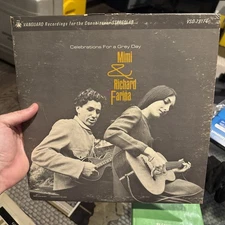 VANGUARD Recordings for the Connoisseur
Celebrations For a Grey Day
Mimi
&
Richard
Fariña